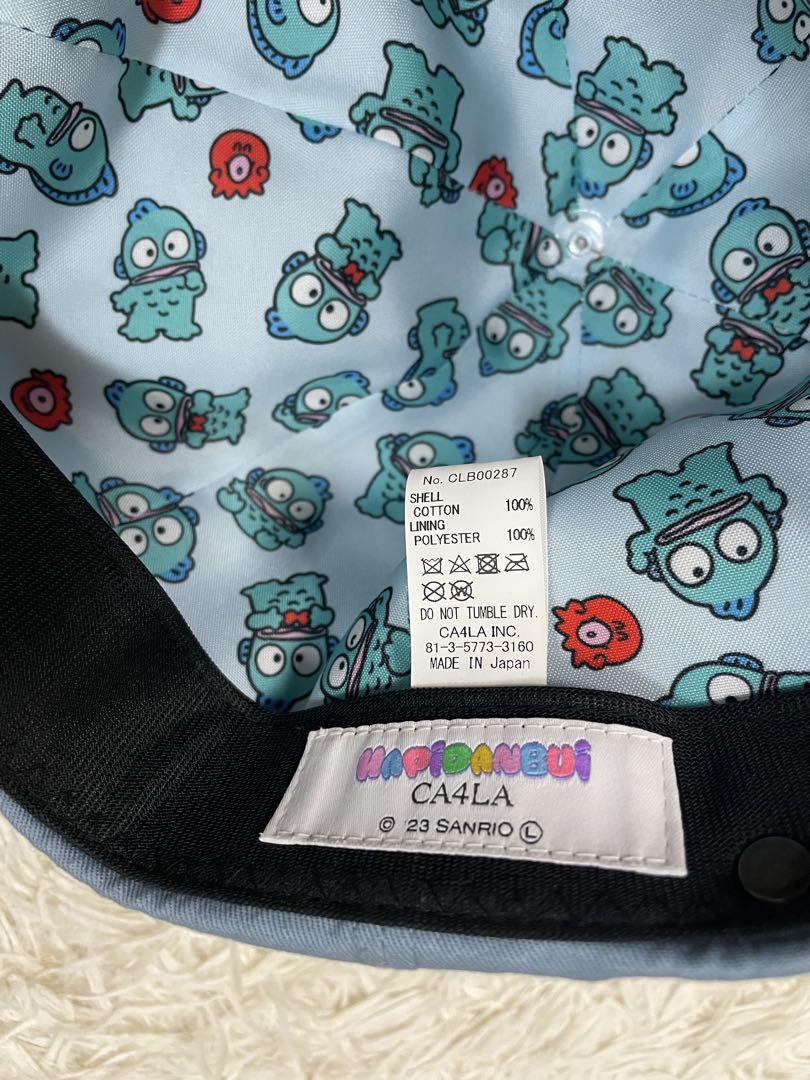 No. CLB00287
SHELL
COTTON 100%
LINING
POLYESTER 100%
DO NOT TUMBLE DRY.
CA4LA INC.
81-3-5773-3160
MADE IN Japan
HAPiDANBUi
CA4LA
© '23 SANRIO Ⓛ